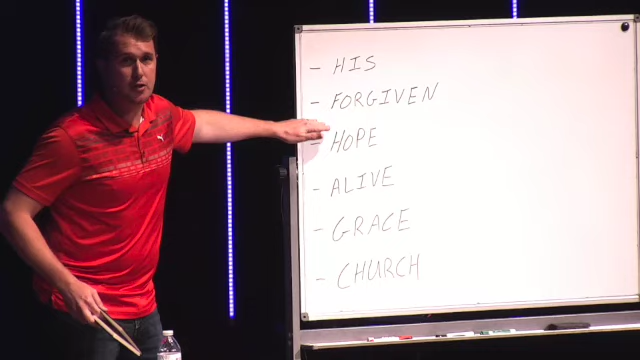 - HIS
- FORGIVEN
- HOPE
- ALIVE
- GRACE
- CHURCH